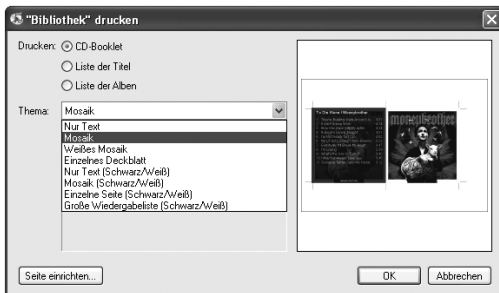 "Bibliothek" drucken
Drucken: CD-Booklet
Liste der Titel
Liste der Alben
Thema: Mosaik
Nur Text
Mosaik
Weißes Mosaik
Einzelnes Deckblatt
Nur Text (Schwarz/Weiß)
Mosaik (Schwarz/Weiß)
Einzelne Seite (Schwarz/Weiß)
Große Wiedergabeliste (Schwarz/Weiß)
moneybrother
Seite einrichten...
OK
Abbrechen